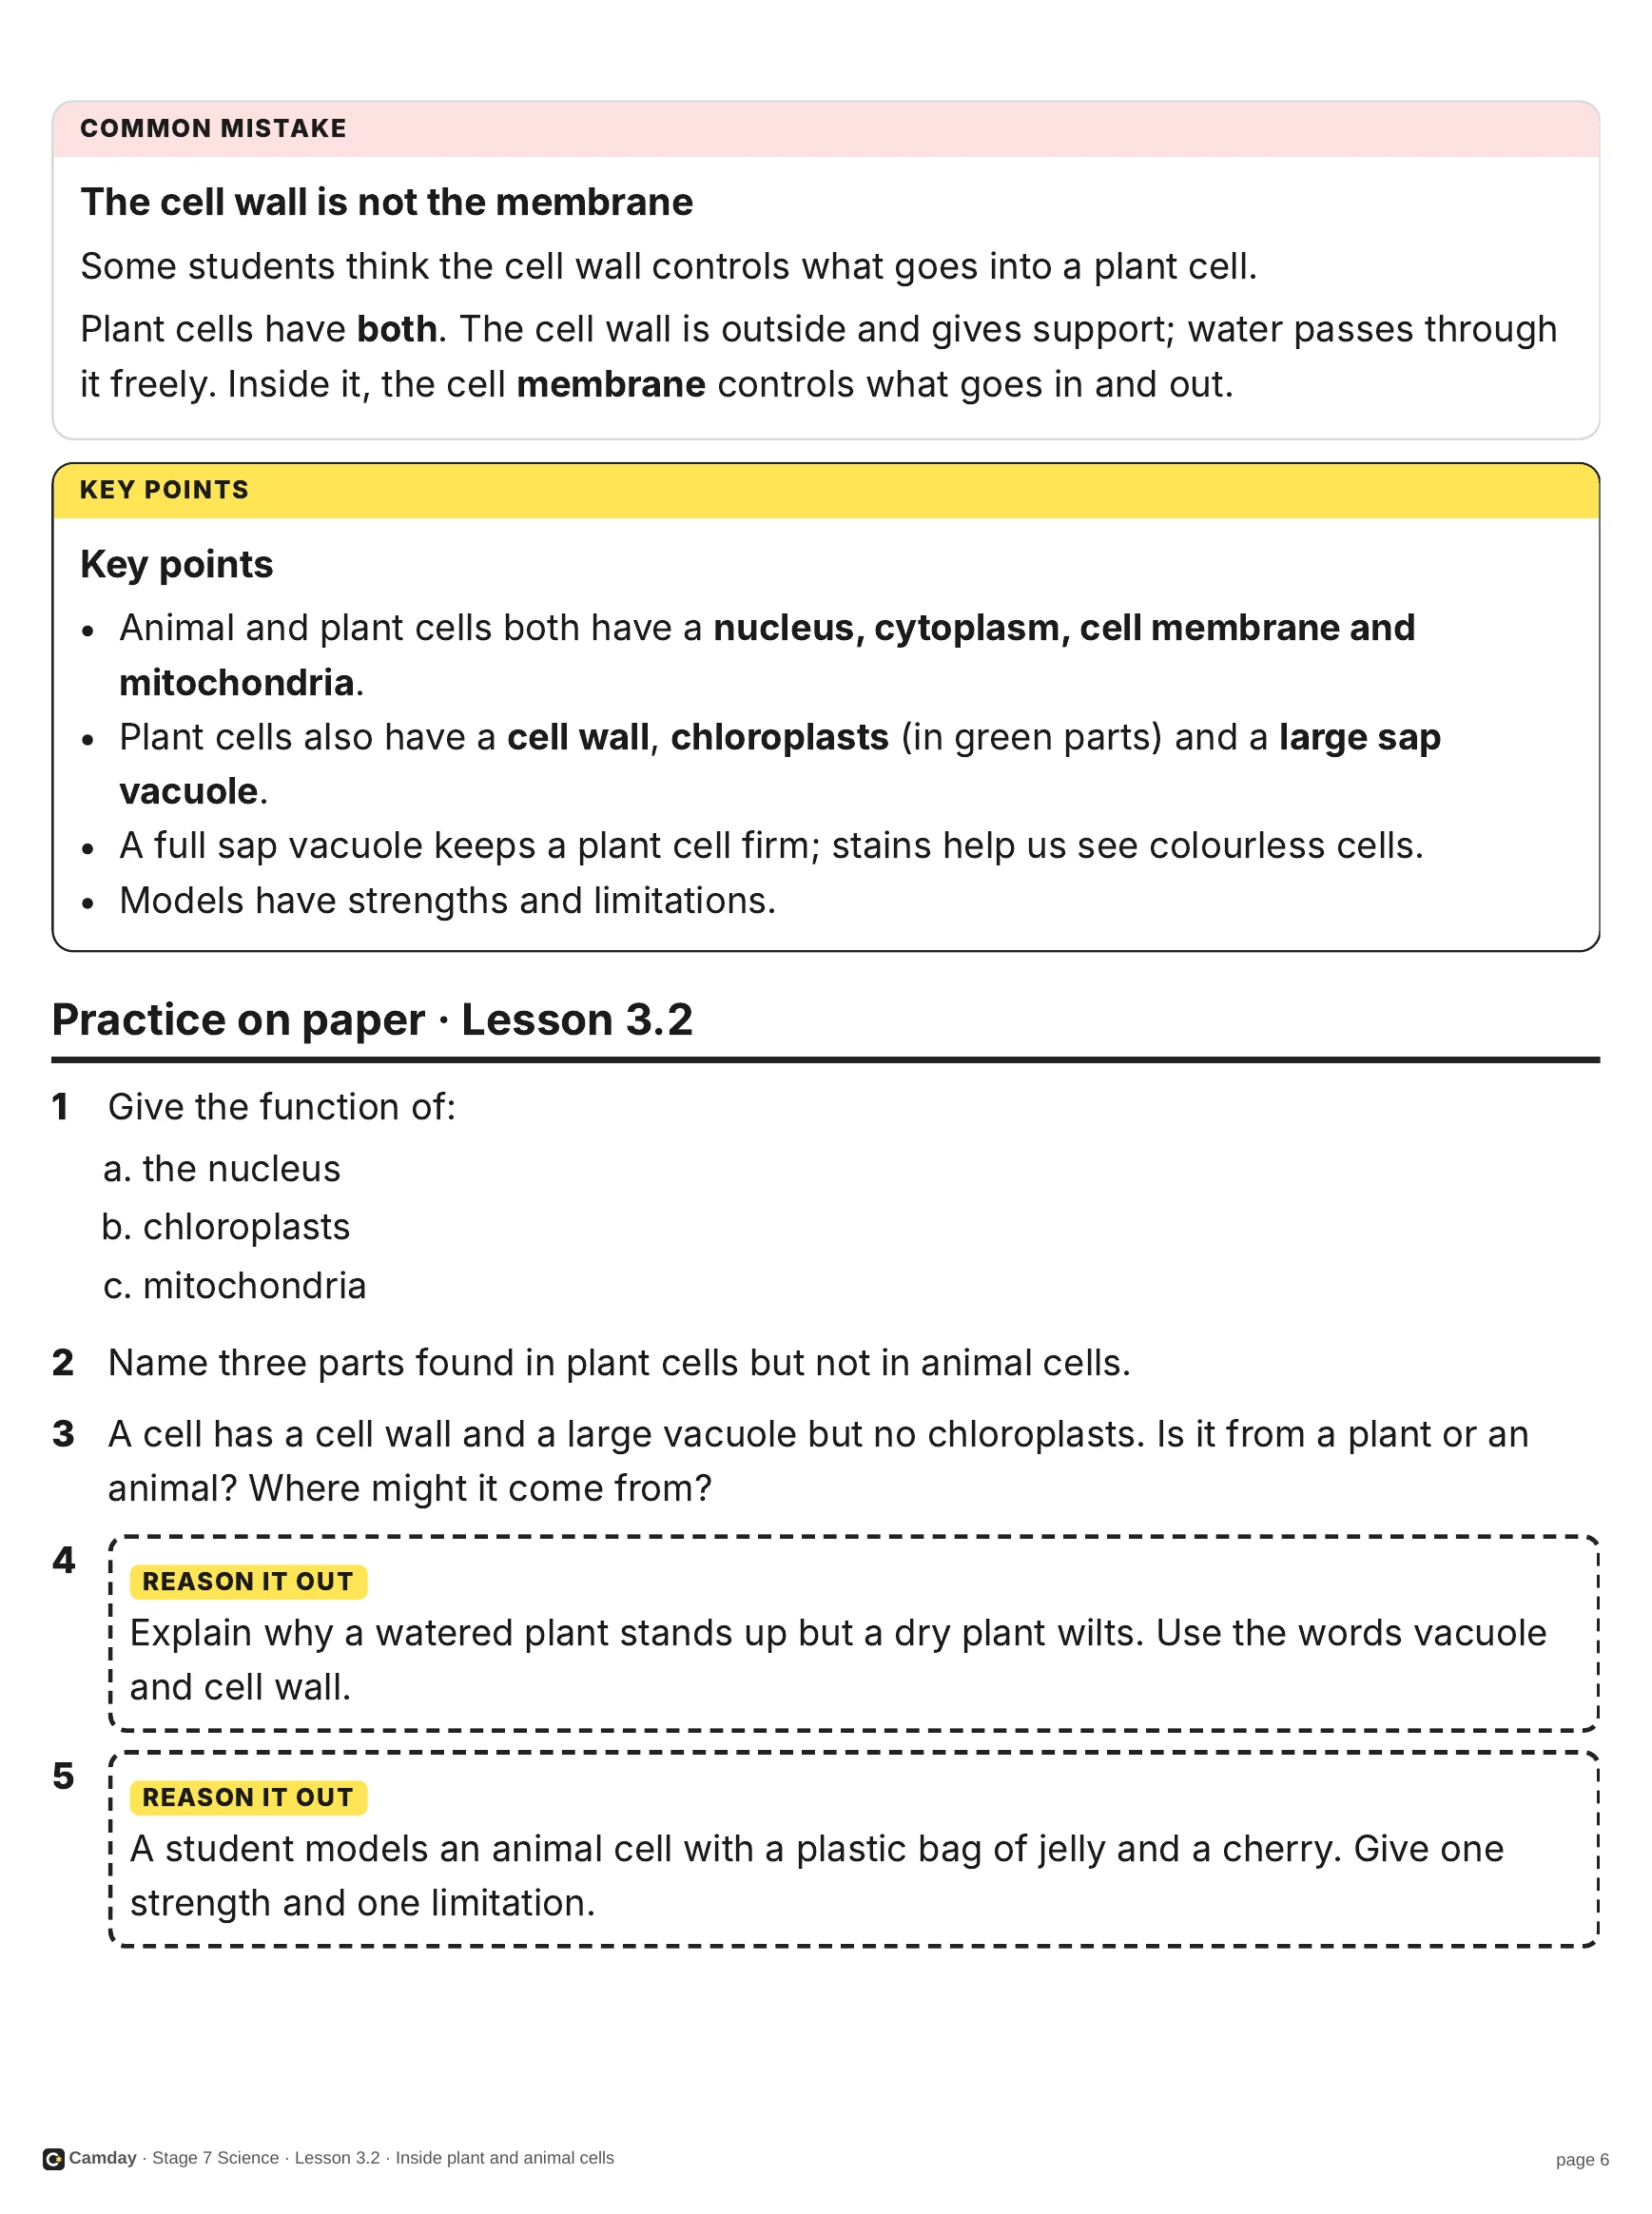 COMMON MISTAKE
The cell wall is not the membrane
Some students think the cell wall controls what goes into a plant cell.
Plant cells have both. The cell wall is outside and gives support; water passes through
it freely. Inside it, the cell membrane controls what goes in and out.
KEY POINTS
Key points
• Animal and plant cells both have a nucleus, cytoplasm, cell membrane and
mitochondria.
• Plant cells also have a cell wall, chloroplasts (in green parts) and a large sap
vacuole.
• A full sap vacuole keeps a plant cell firm; stains help us see colourless cells.
• Models have strengths and limitations.
Practice on paper · Lesson 3.2
1 Give the function of:
a. the nucleus
b. chloroplasts
c. mitochondria
2 Name three parts found in plant cells but not in animal cells.
3 A cell has a cell wall and a large vacuole but no chloroplasts. Is it from a plant or an
animal? Where might it come from?
4 REASON IT OUT
Explain why a watered plant stands up but a dry plant wilts. Use the words vacuole
and cell wall.
5 REASON IT OUT
A student models an animal cell with a plastic bag of jelly and a cherry. Give one
strength and one limitation.
Camday · Stage 7 Science · Lesson 3.2 · Inside plant and animal cells
page 6